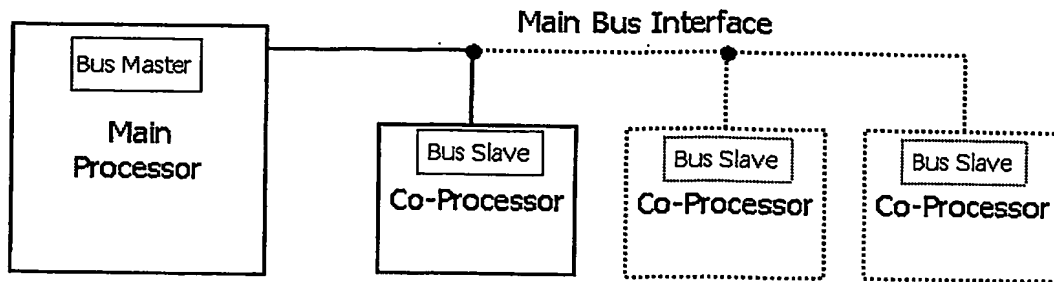 Main Bus Interface
Bus Master
Main
Processor
Bus Slave
Co-Processor
Bus Slave
Co-Processor
Bus Slave
Co-Processor